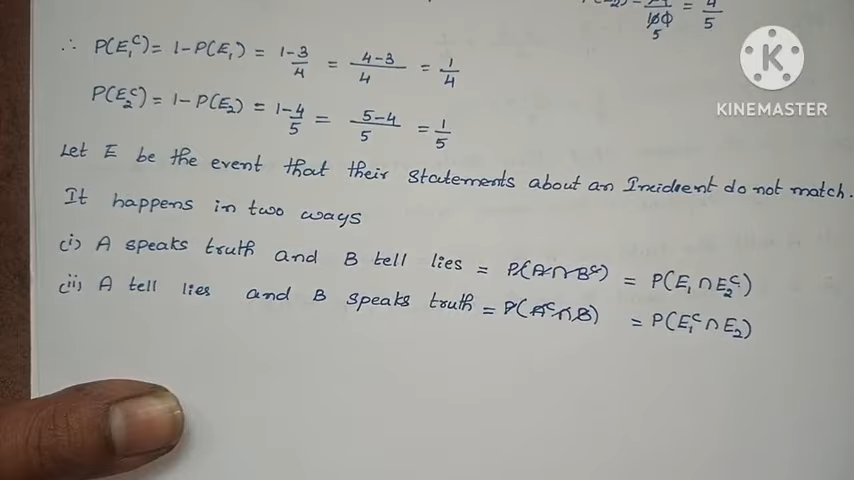 5 = 4/5
∴ P(E₁ᶜ) = 1-P(E₁) = 1-3/4 = 4-3/4 = 1/4
P(E₂ᶜ) = 1-P(E₂) = 1-4/5 = 5-4/5 = 1/5
KINEMASTER
Let E be the event that their statements about an Incident do not match.
It happens in two ways
(i) A speaks truth and B tell lies = P(A∩Bᶜ) = P(E₁∩E₂ᶜ)
(ii) A tell lies and B speaks truth = P(Aᶜ∩B) = P(E₁ᶜ∩E₂)